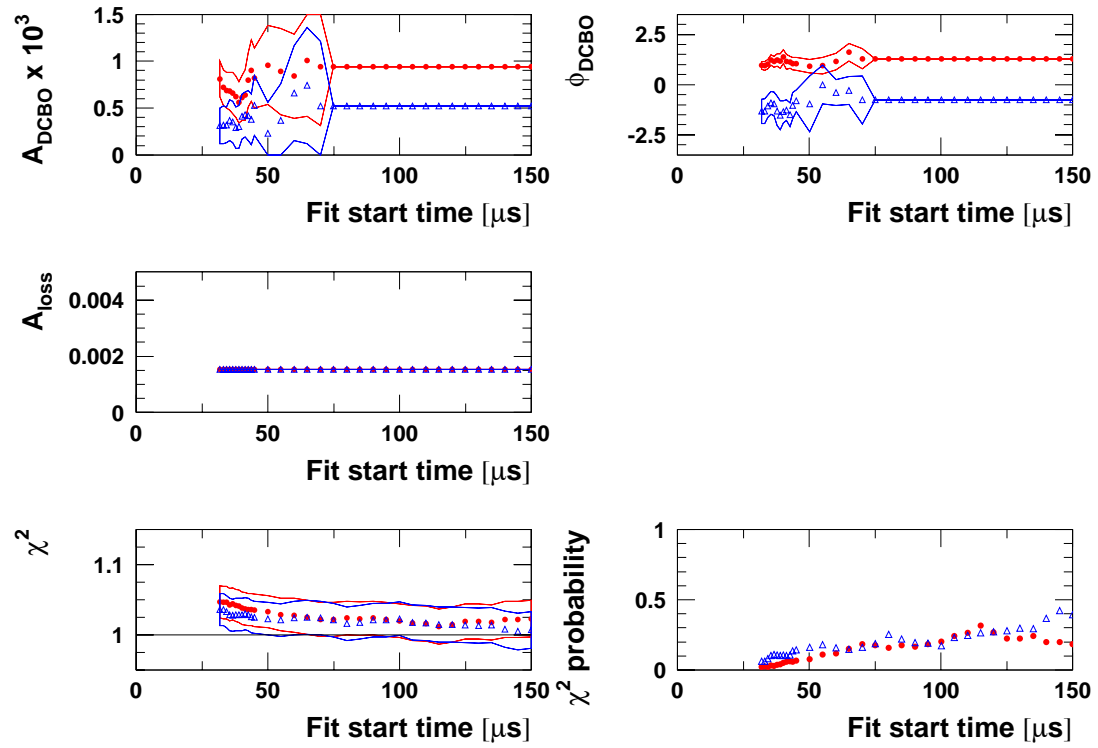 A_DCBO x 10^3
1.5
1
0.5
0
0 50 100 150
Fit start time [μs]
ϕ_DCBO
2.5
0
-2.5
0 50 100 150
Fit start time [μs]
A_loss
0.004
0.002
0
0 50 100 150
Fit start time [μs]
χ^2
1.1
1
0 50 100 150
Fit start time [μs]
χ^2 probability
1
0.5
0
0 50 100 150
Fit start time [μs]